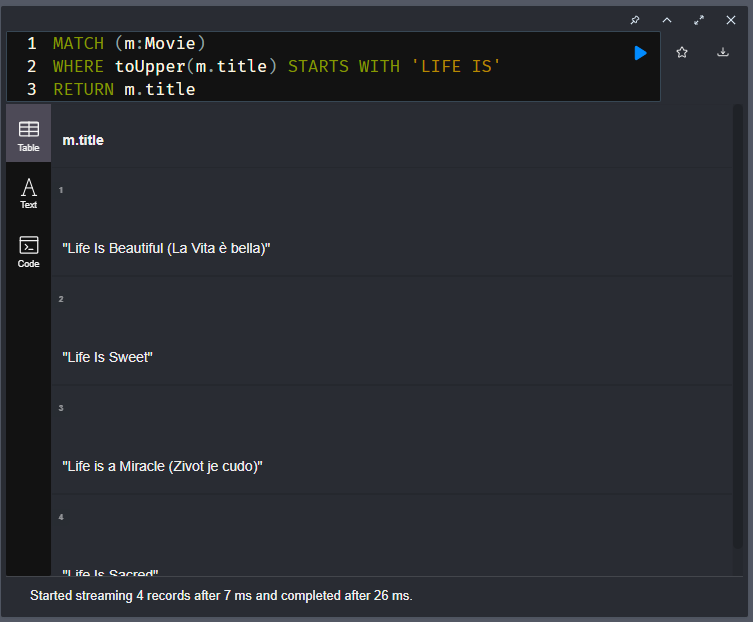 1 MATCH (m:Movie)
2 WHERE toUpper(m.title) STARTS WITH 'LIFE IS'
3 RETURN m.title
Table
Text
Code
m.title
1
"Life Is Beautiful (La Vita è bella)"
2
"Life Is Sweet"
3
"Life is a Miracle (Zivot je cudo)"
4
"Life Is Sacred"
Started streaming 4 records after 7 ms and completed after 26 ms.